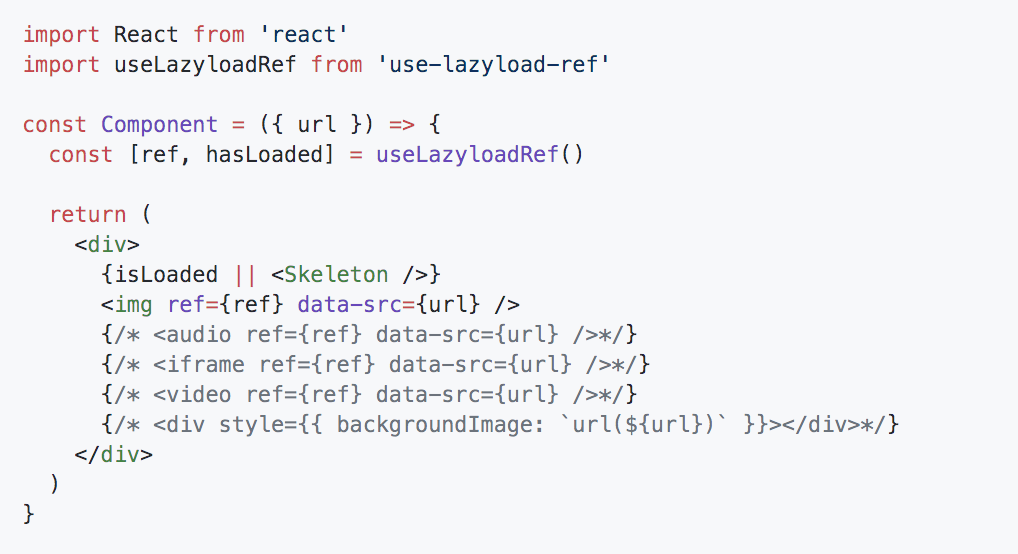 import React from 'react'
import useLazyloadRef from 'use-lazyload-ref'
const Component = ({ url }) => {
const [ref, hasLoaded] = useLazyloadRef()
return (
<div>
{isLoaded || <Skeleton />}
<img ref={ref} data-src={url} />
{/* <audio ref={ref} data-src={url} />*/}
{/* <iframe ref={ref} data-src={url} />*/}
{/* <video ref={ref} data-src={url} />*/}
{/* <div style={{ backgroundImage: `url(${url})` }}></div>*/}
</div>
)
}